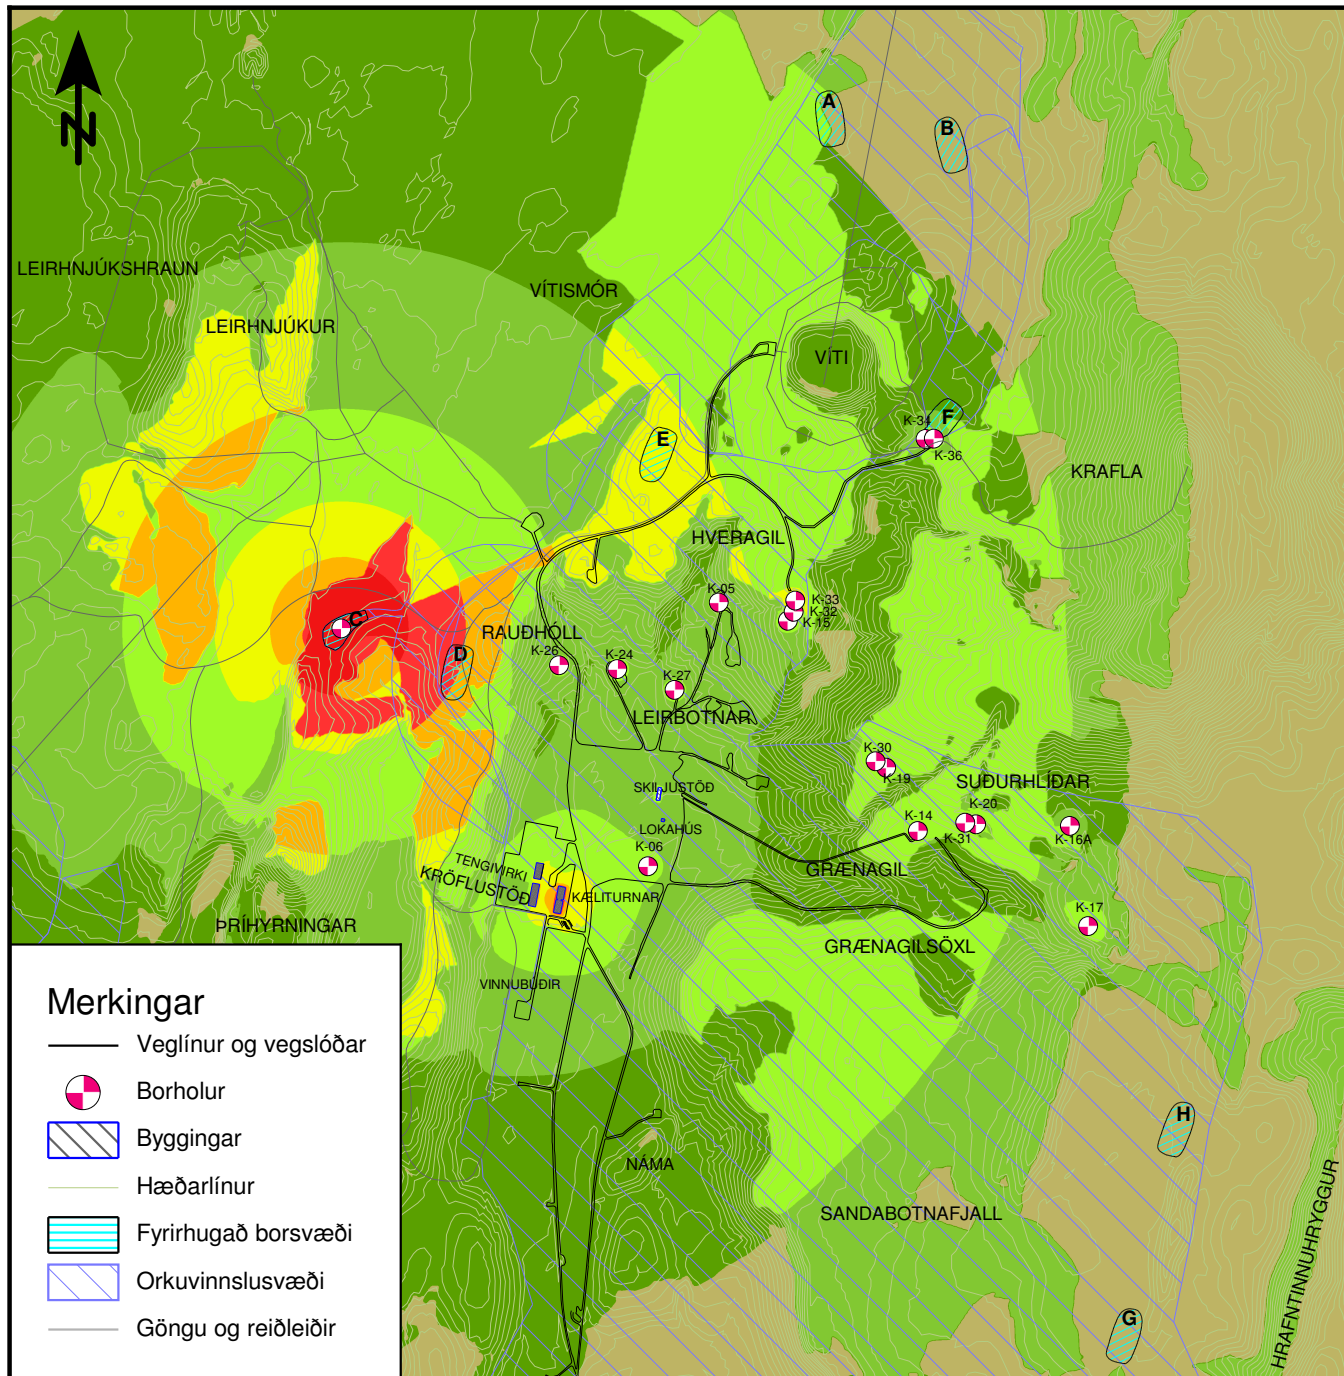 N
A
B
LEIRHNJÚKSHRAUN
VÍTISMÓR
LEIRHNJÚKUR
VÍTI
K-34
F
E
K-36
KRAFLA
HVERAGIL
K-05
K-33
K-32
K-15
C
RAUÐHÓLL
D
K-26
K-24
K-27
LEIRBOTNAR
K-30
K-19
SUÐURHLÍÐAR
SKILJUSTÖÐ
K-20
K-14
LOKAHÚS
K-31
K-16A
K-06
TENGIVIRKI
KRÖFLUSTÖÐ
GRÆNAGIL
KÆLITURNAR
K-17
ÞRÍHYRNINGAR
GRÆNAGILSÖXL
VINNUBÚÐIR
Merkingar
Veglínur og vegslóðar
Borholur
Byggingar
Hæðarlínur
Fyrirhugað borsvæði
Orkuvinnslusvæði
Göngu og reiðleiðir
H
NÁMA
SANDABOTNAFJALL
HRAFNTINNUHRYGGUR
G